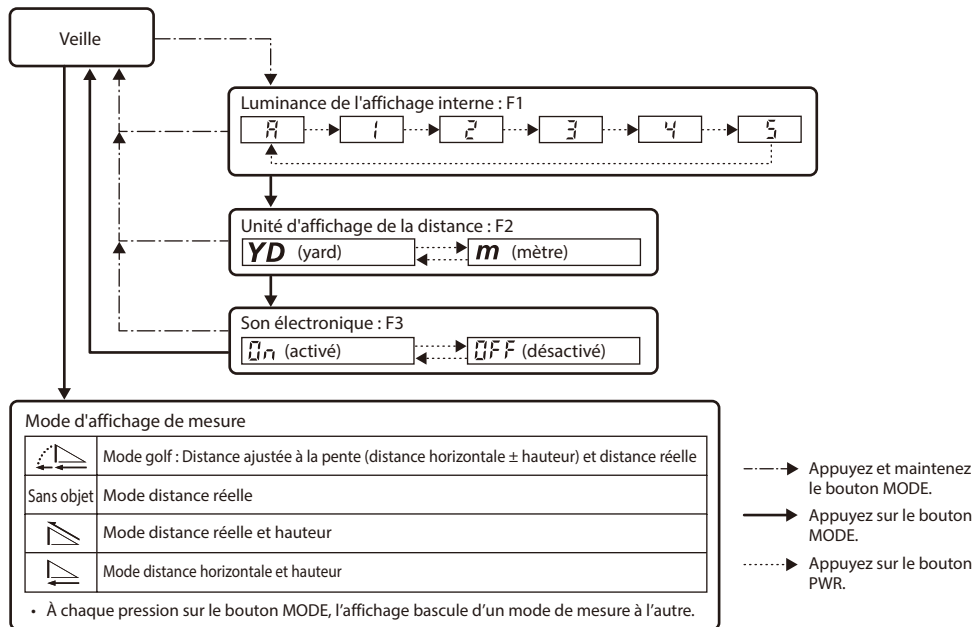 Veille
Luminance de l'affichage interne : F1
A 1 2 3 4 5
Unité d'affichage de la distance : F2
YD (yard) m (mètre)
Son électronique : F3
On (activé) OFF (désactivé)
Mode d'affichage de mesure
Mode golf : Distance ajustée à la pente (distance horizontale ± hauteur) et distance réelle
Sans objet Mode distance réelle
Mode distance réelle et hauteur
Mode distance horizontale et hauteur
• À chaque pression sur le bouton MODE, l’affichage bascule d’un mode de mesure à l’autre.
Appuyez et maintenez
le bouton MODE.
Appuyez sur le bouton
MODE.
Appuyez sur le bouton
PWR.